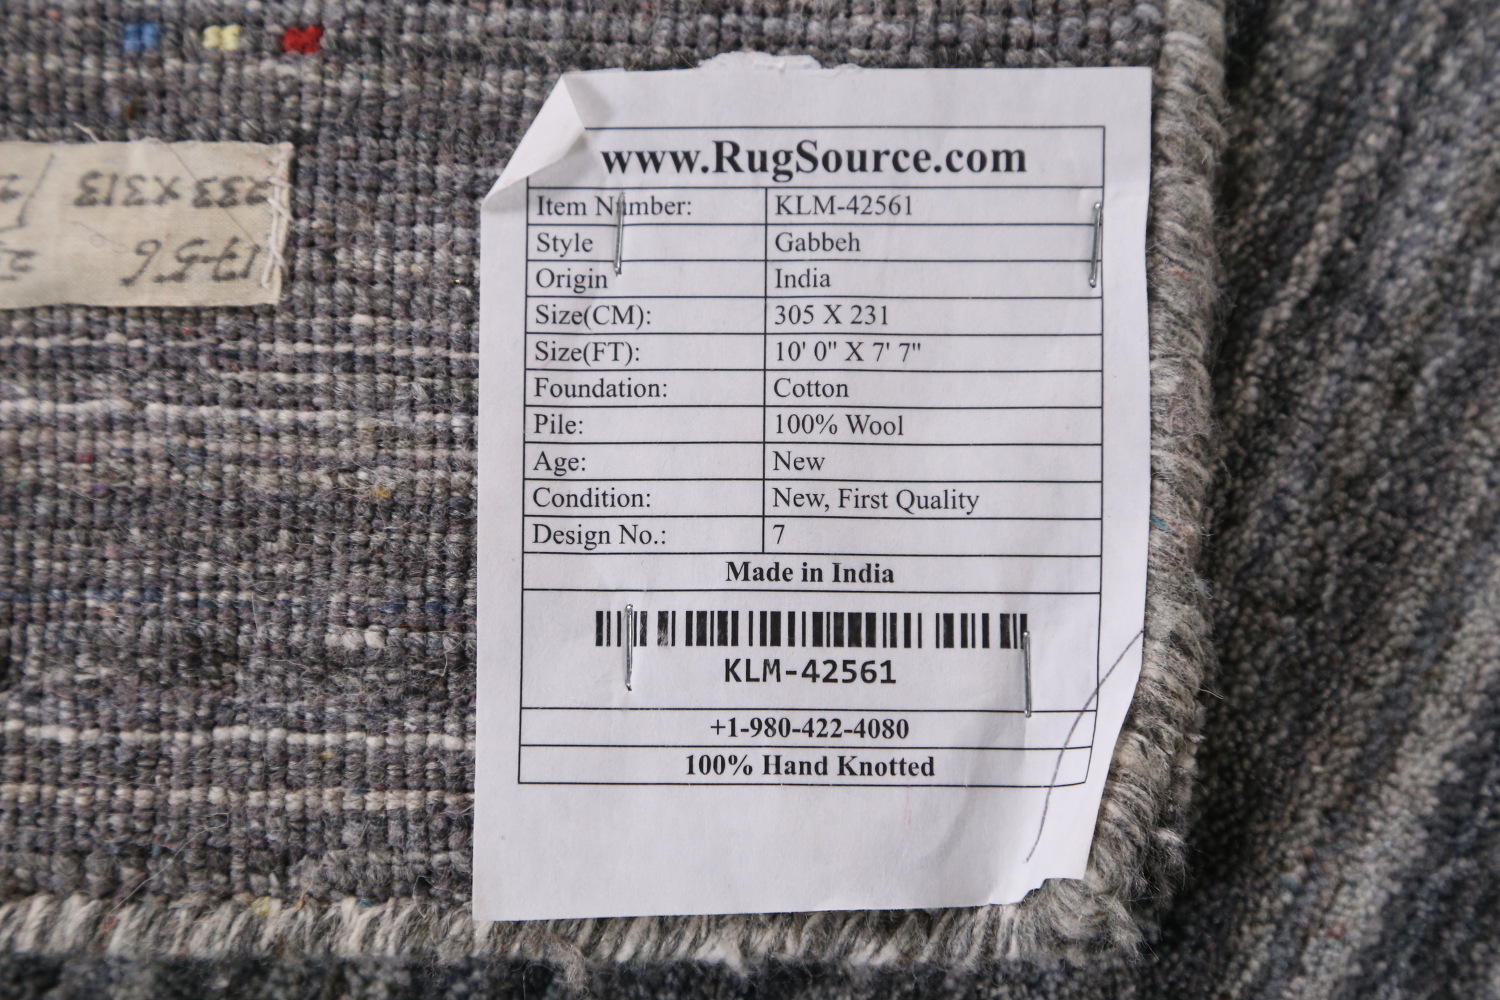 www.RugSource.com
Item Number: KLM-42561
Style Gabbeh
Origin India
Size(CM): 305 X 231
Size(FT): 10' 0" X 7' 7"
Foundation: Cotton
Pile: 100% Wool
Age: New
Condition: New, First Quality
Design No.: 7
Made in India
KLM-42561
+1-980-422-4080
100% Hand Knotted
233 X 313